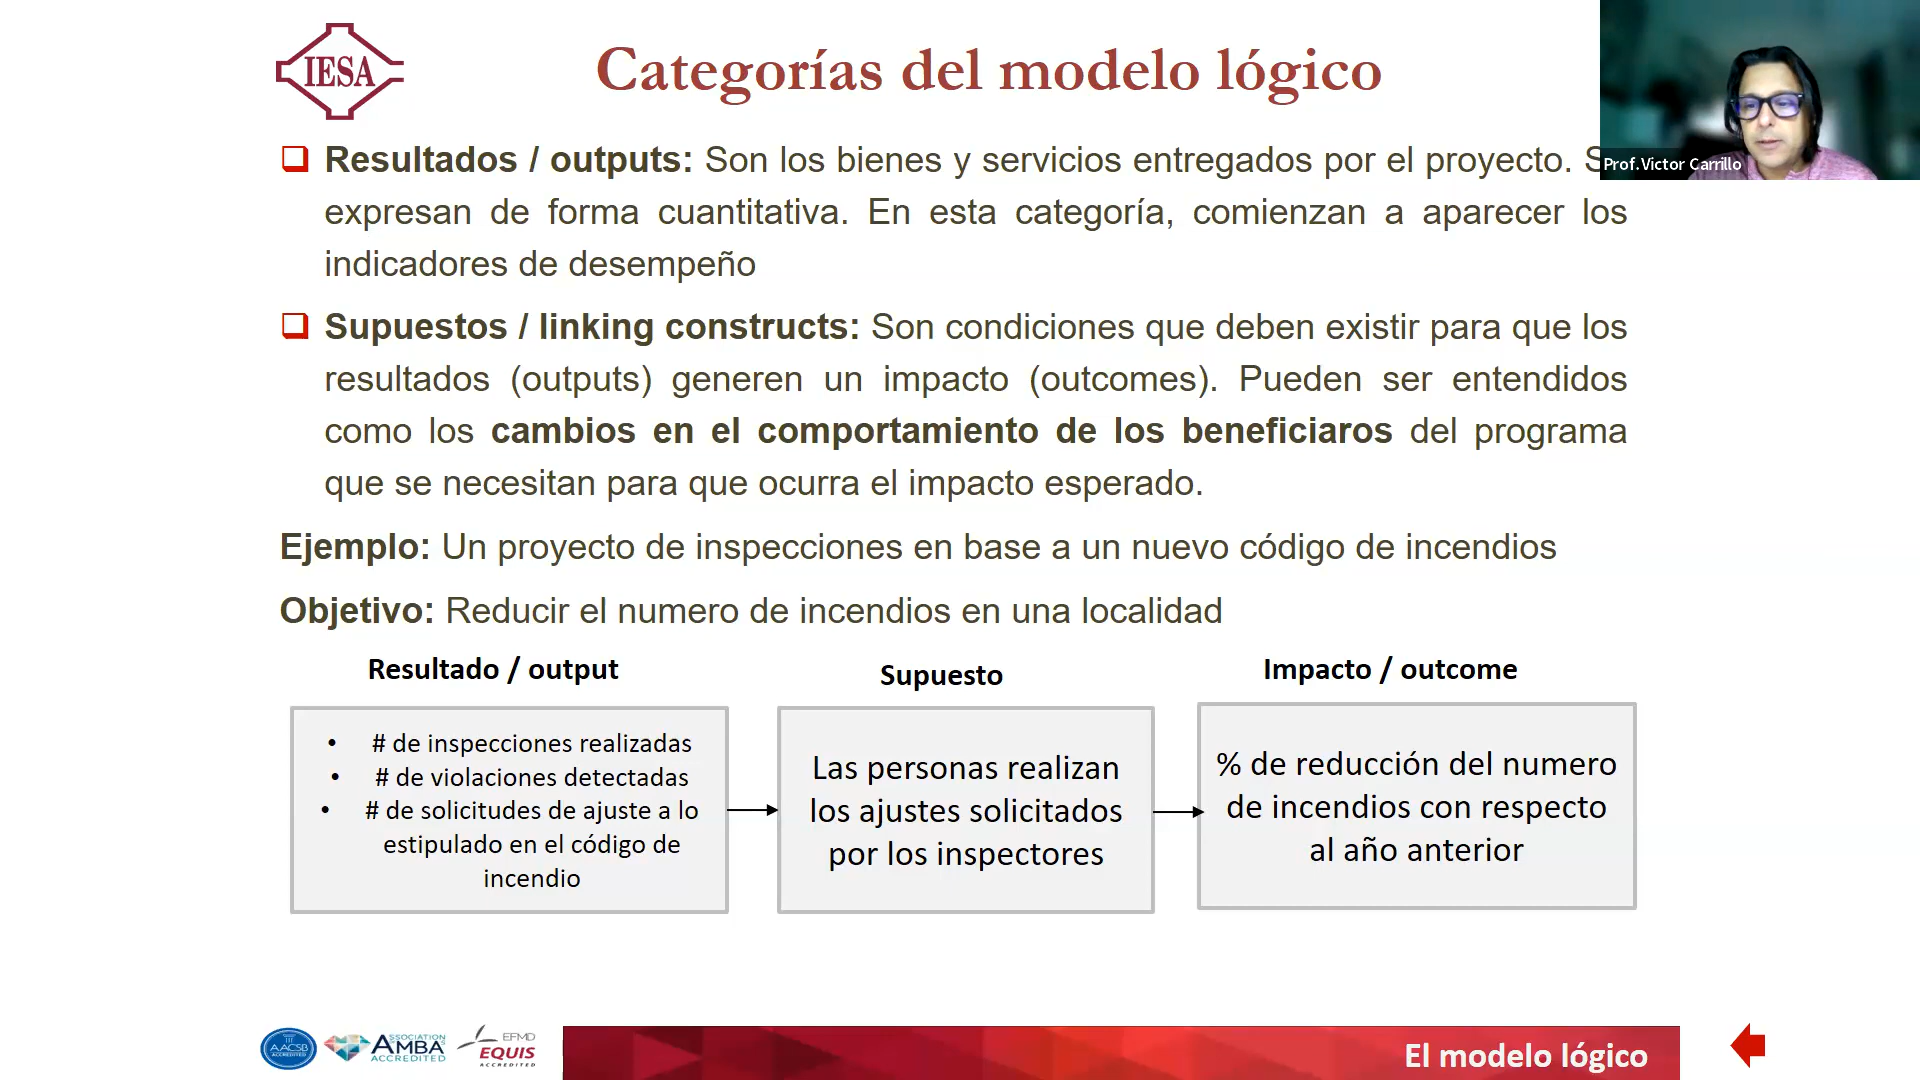 IESA
Categorías del modelo lógico
Prof. Victor Carrillo
Resultados / outputs: Son los bienes y servicios entregados por el proyecto. S
expresan de forma cuantitativa. En esta categoría, comienzan a aparecer los
indicadores de desempeño
Supuestos / linking constructs: Son condiciones que deben existir para que los
resultados (outputs) generen un impacto (outcomes). Pueden ser entendidos
como los cambios en el comportamiento de los beneficiaros del programa
que se necesitan para que ocurra el impacto esperado.
Ejemplo: Un proyecto de inspecciones en base a un nuevo código de incendios
Objetivo: Reducir el numero de incendios en una localidad
Resultado / output
• # de inspecciones realizadas
• # de violaciones detectadas
• # de solicitudes de ajuste a lo
estipulado en el código de
incendio
Supuesto
Las personas realizan
los ajustes solicitados
por los inspectores
Impacto / outcome
% de reducción del numero
de incendios con respecto
al año anterior
AACSB
ACCREDITED
ASSOCIATION
AMBA
ACCREDITED
EFMD
EQUIS
ACCREDITED
El modelo lógico